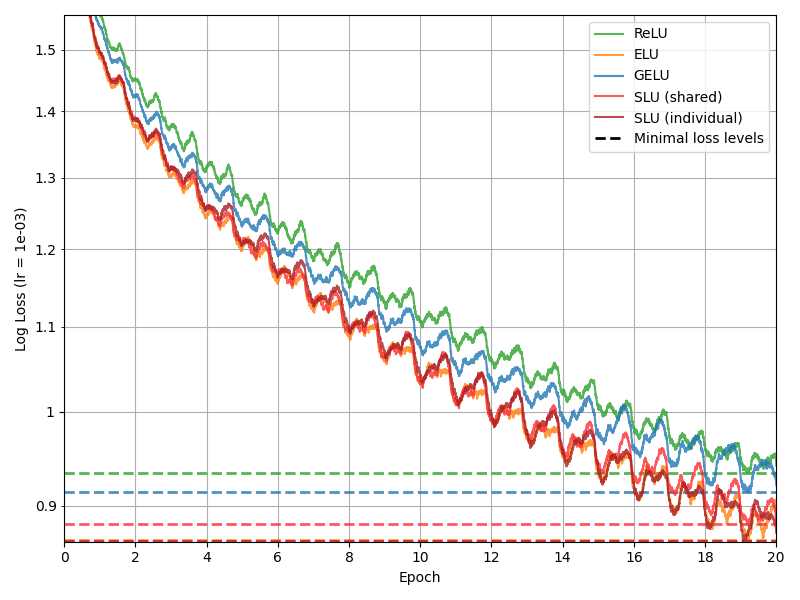 ReLU
ELU
GELU
SLU (shared)
SLU (individual)
Minimal loss levels
1.5
1.4
1.3
1.2
1.1
1
0.9
Log Loss (lr = 1e-03)
0 2 4 6 8 10 12 14 16 18 20
Epoch